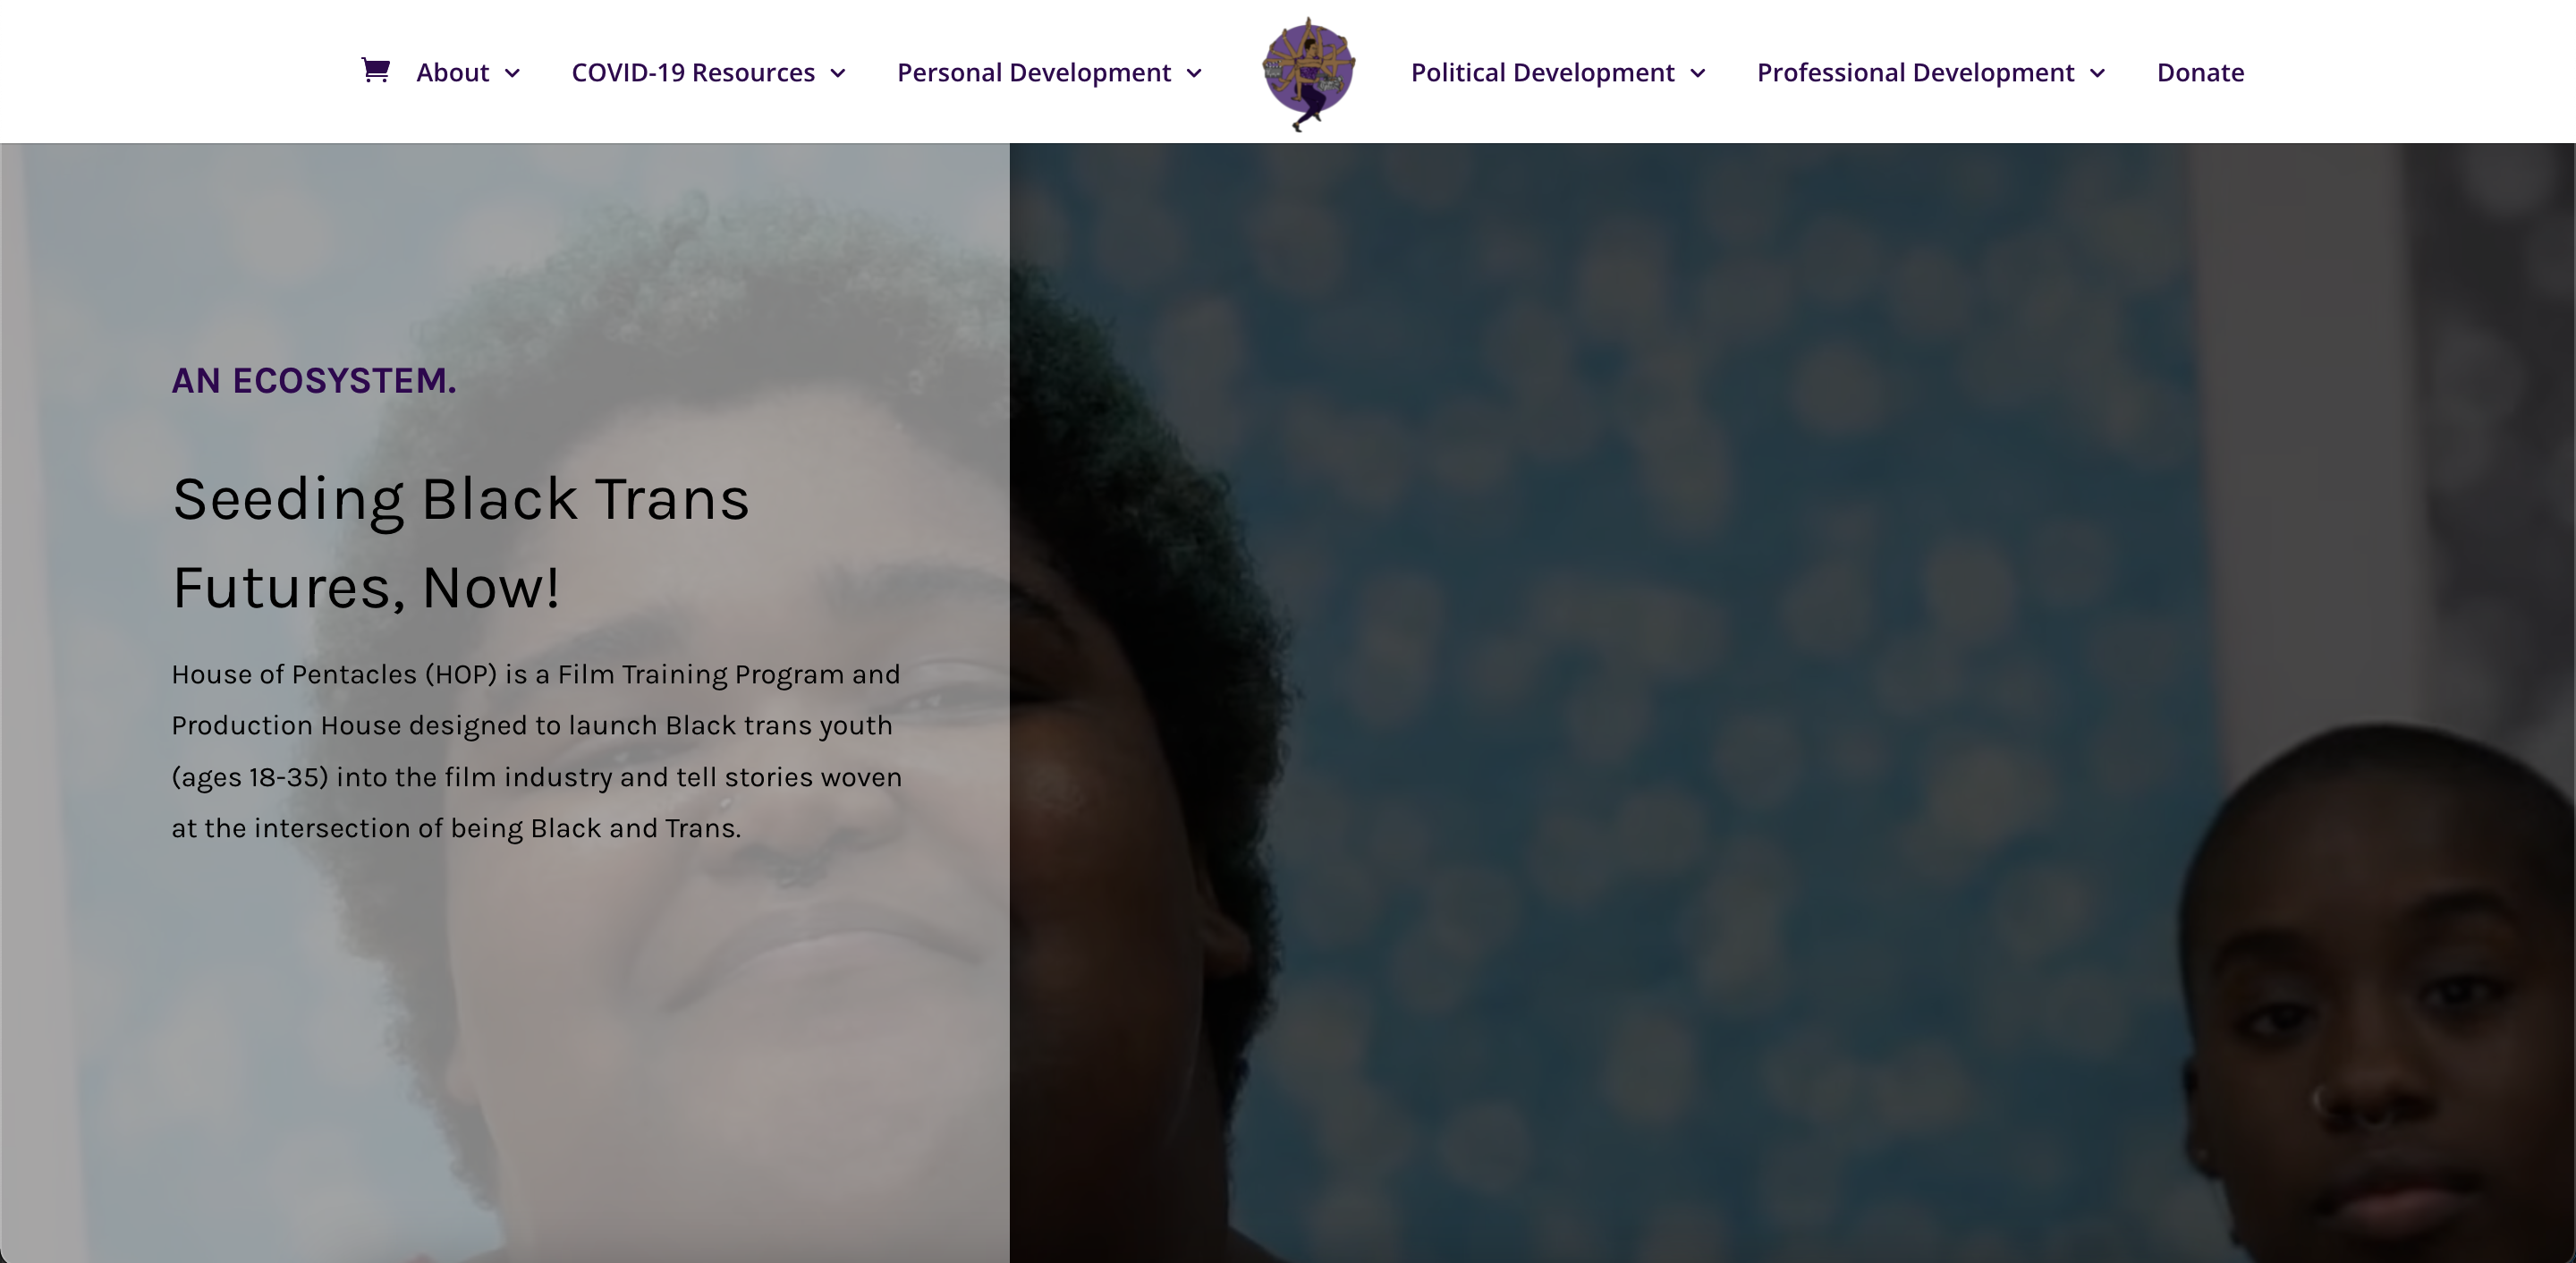 About
COVID-19 Resources
Personal Development
Political Development
Professional Development
Donate
AN ECOSYSTEM.
Seeding Black Trans
Futures, Now!
House of Pentacles (HOP) is a Film Training Program and
Production House designed to launch Black trans youth
(ages 18-35) into the film industry and tell stories woven
at the intersection of being Black and Trans.